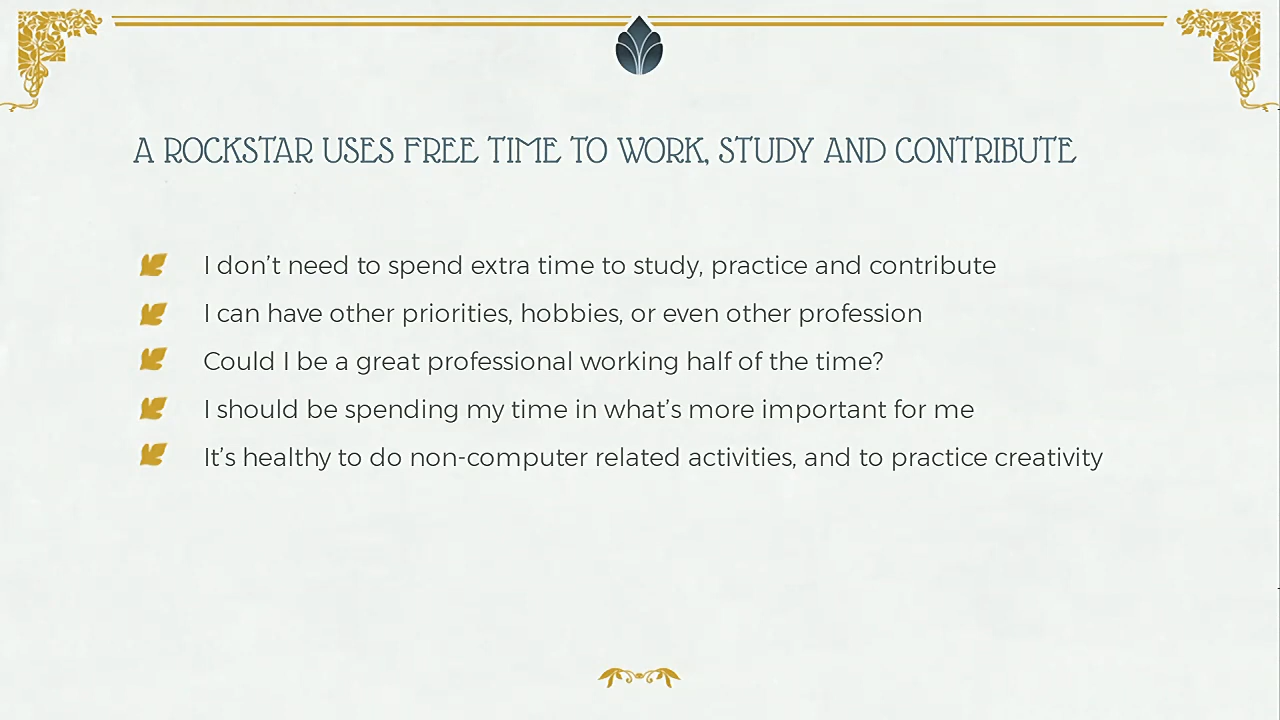 A ROCKSTAR USES FREE TIME TO WORK, STUDY AND CONTRIBUTE
I don’t need to spend extra time to study, practice and contribute
I can have other priorities, hobbies, or even other profession
Could I be a great professional working half of the time?
I should be spending my time in what’s more important for me
It’s healthy to do non-computer related activities, and to practice creativity